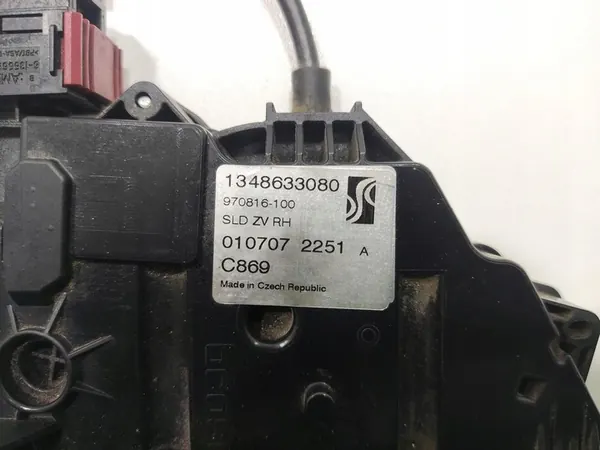 1348633080
970816-100
SLD ZV RH
010707 2251 A
C869
Made in Czech Republic